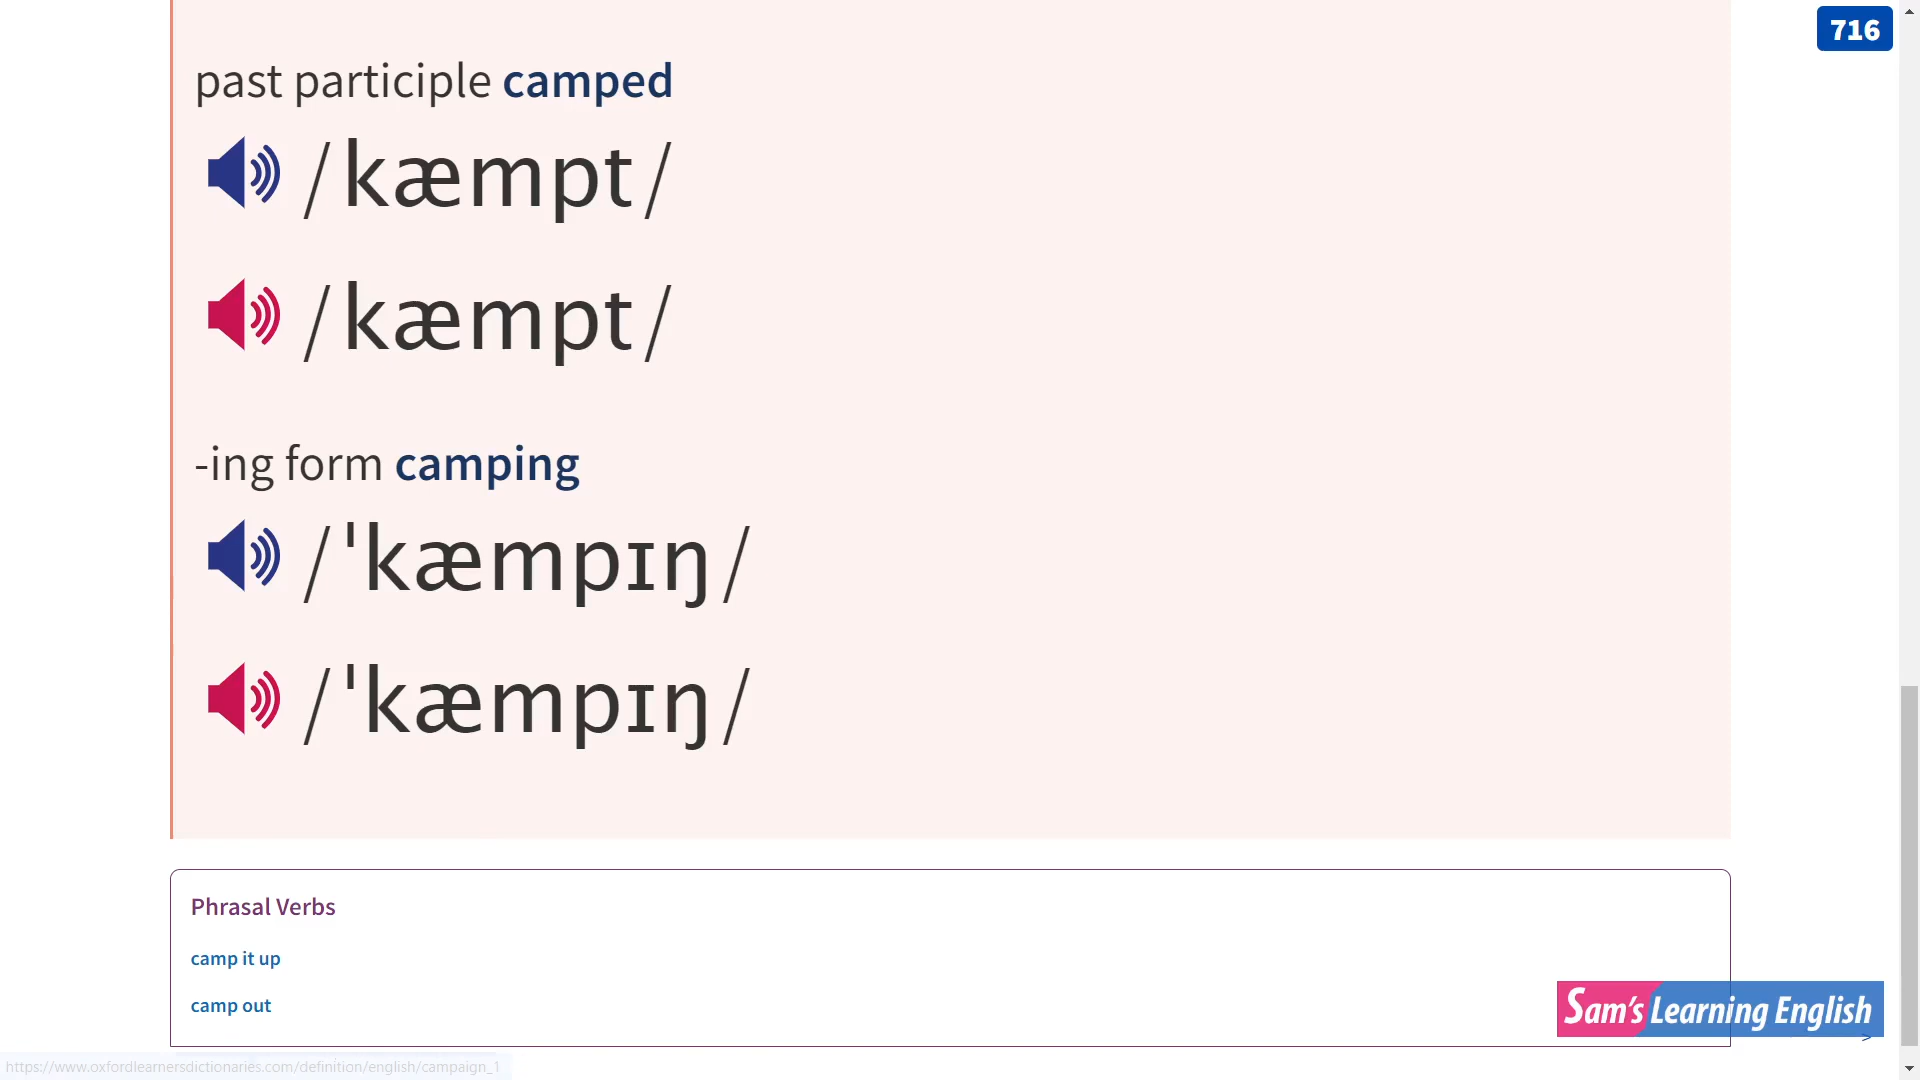 716
past participle camped
/kæmpt/
/kæmpt/
-ing form camping
/ˈkæmpɪŋ/
/ˈkæmpɪŋ/
Phrasal Verbs
camp it up
camp out
Sam's Learning English
>
https://www.oxfordlearnersdictionaries.com/definition/english/campaign_1